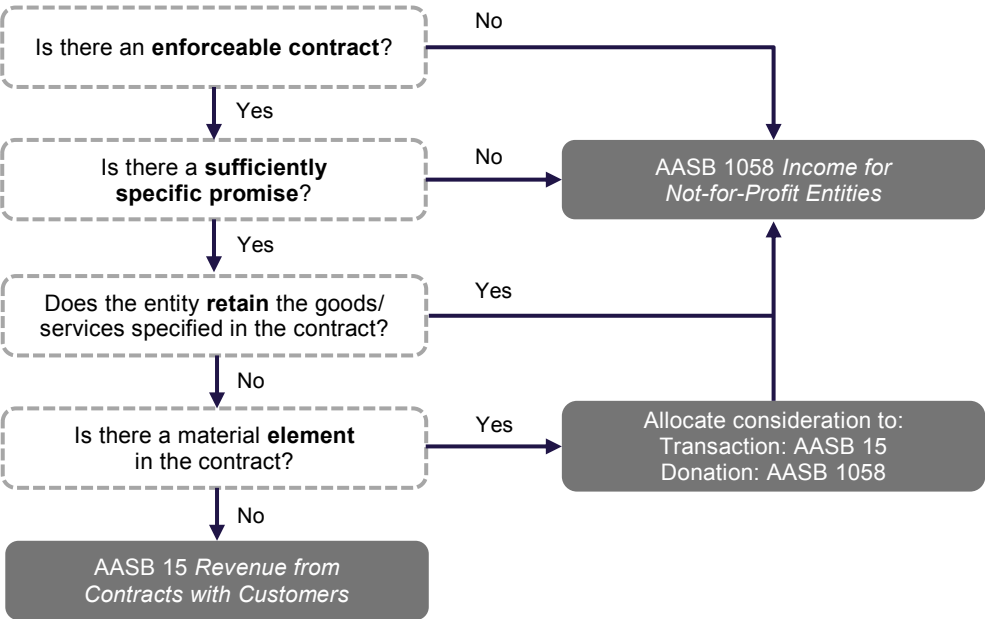 No
Is there an enforceable contract?
Yes
Is there a sufficiently
specific promise?
No
AASB 1058 Income for
Not-for-Profit Entities
Yes
Does the entity retain the goods/
services specified in the contract?
Yes
No
Is there a material element
in the contract?
Yes
Allocate consideration to:
Transaction: AASB 15
Donation: AASB 1058
No
AASB 15 Revenue from
Contracts with Customers